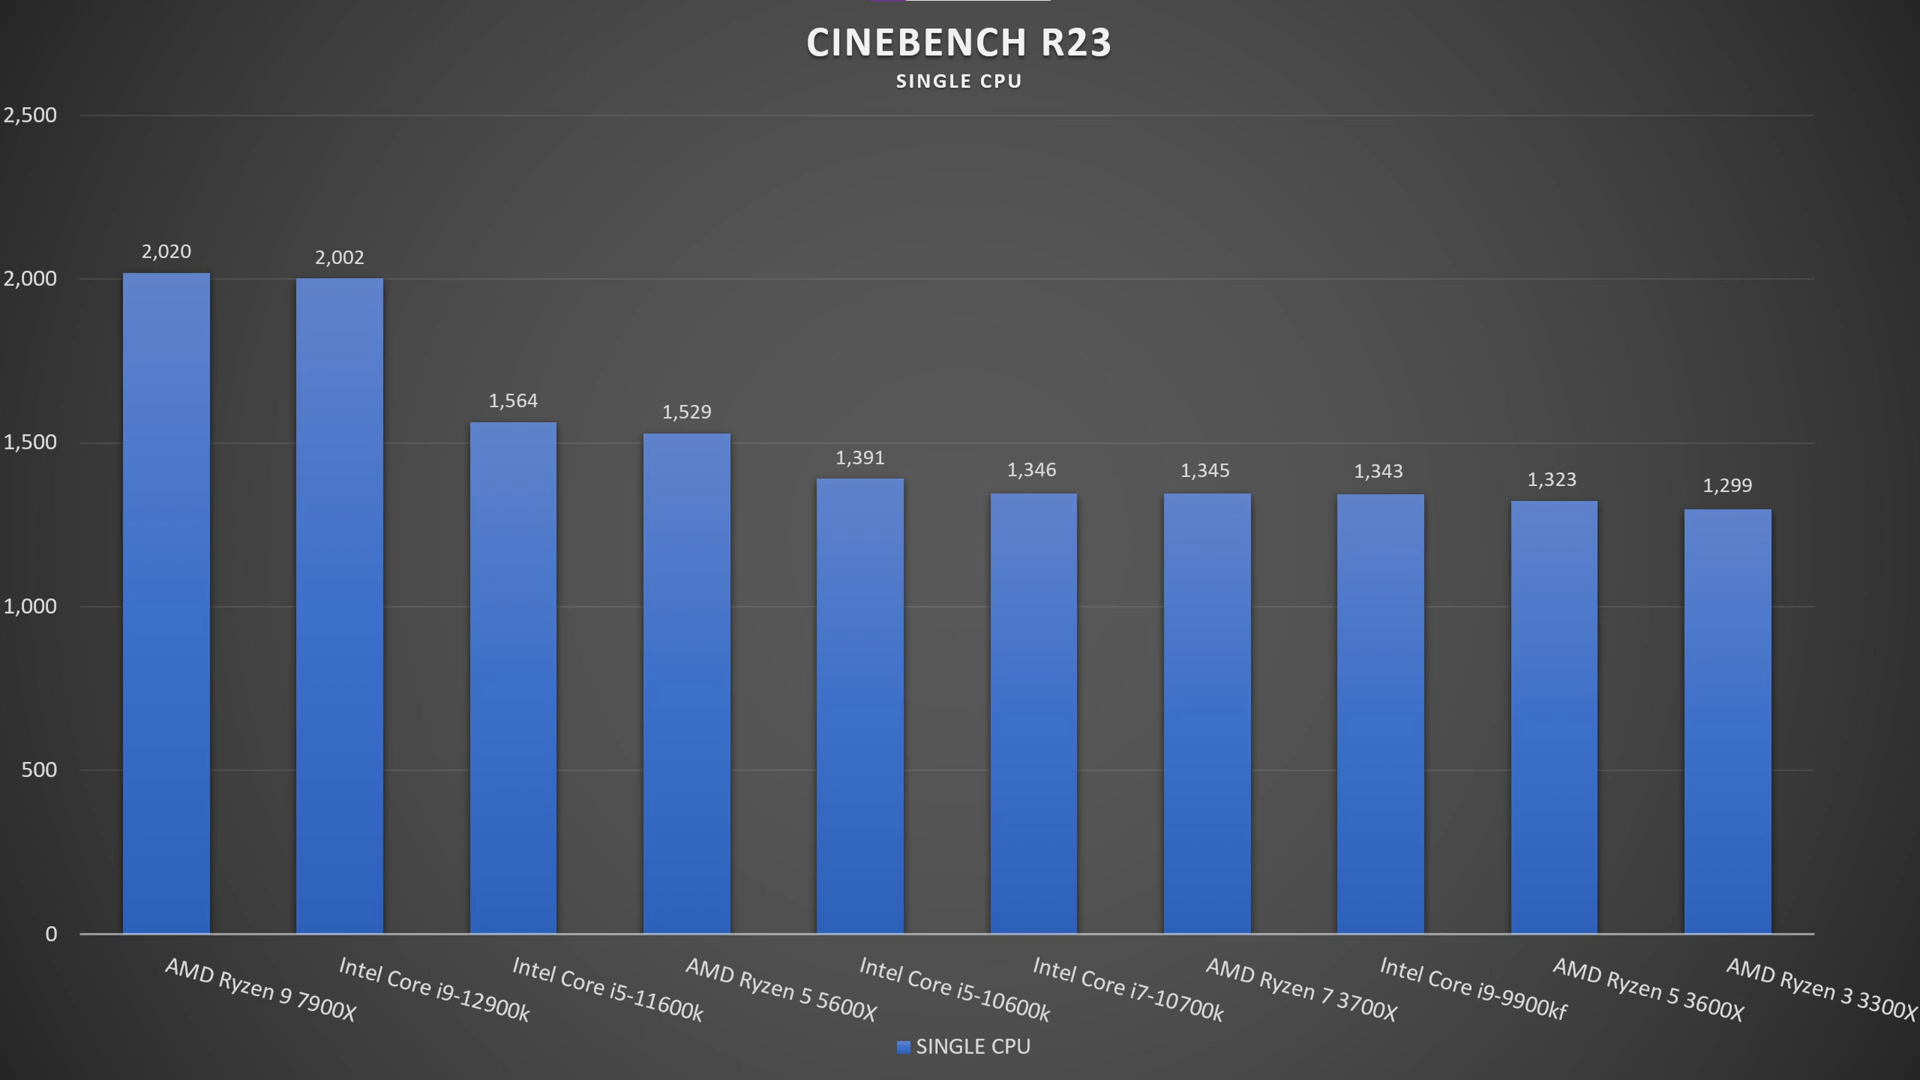 CINEBENCH R23
SINGLE CPU
2,500
2,000
1,500
1,000
500
0
2,020
2,002
1,564
1,529
1,391
1,346
1,345
1,343
1,323
1,299
AMD Ryzen 9 7900X
Intel Core i9-12900k
Intel Core i5-11600k
AMD Ryzen 5 5600X
Intel Core i5-10600k
Intel Core i7-10700k
AMD Ryzen 7 3700X
Intel Core i9-9900kf
AMD Ryzen 5 3600X
AMD Ryzen 3 3300X
SINGLE CPU